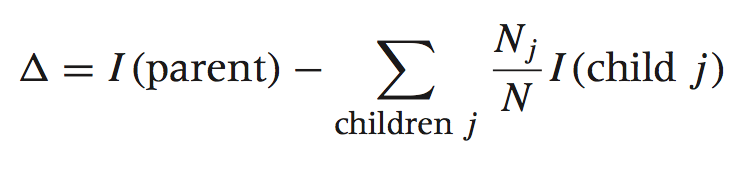 Δ = I(parent) − ∑ children j N_j/N I(child j)